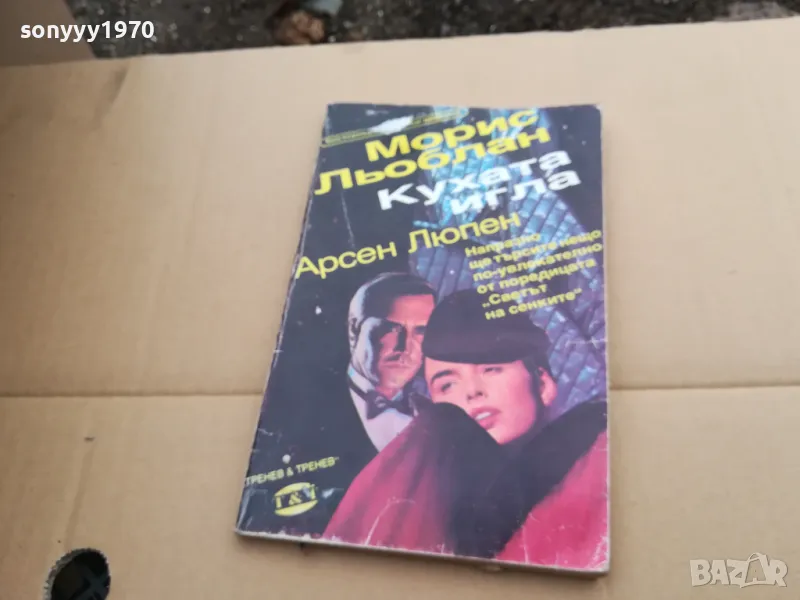 sonyyy1970
Морис
Льоблан
Кухата
игла
Арсен Люпен
Напразно
ще търсите нещо
по-увлекателно
от поредицата
„Светът
на сенките"
"ТРЕНЕВ & ТРЕНЕВ"
T & T
BAZAR